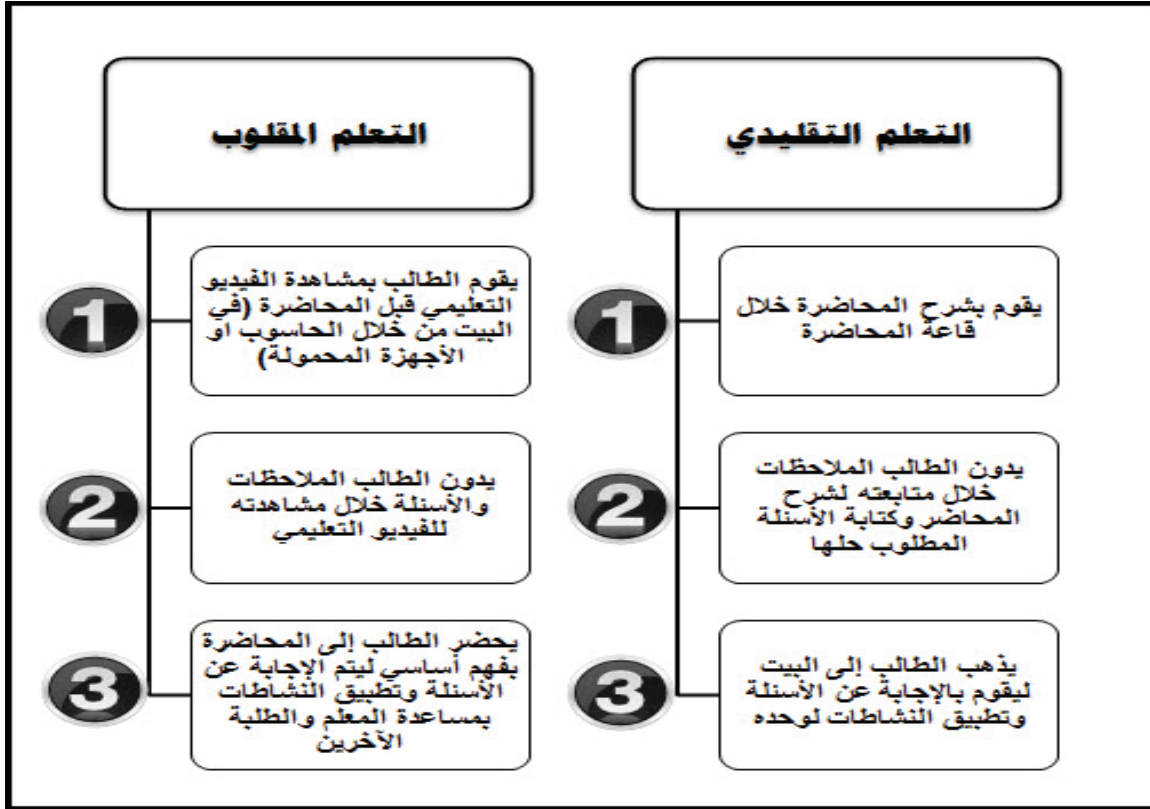 التعلم التقليدي
1
يقوم بشرح المحاضرة خلال
قاعة المحاضرة
2
يدون الطالب الملاحظات
خلال متابعته لشرح
المحاضر وكتابة الأسئلة
المطلوب حلها
3
يذهب الطالب إلى البيت
ليقوم بالإجابة عن الأسئلة
وتطبيق النشاطات لوحده
التعلم المقلوب
1
يقوم الطالب بمشاهدة الفيديو
التعليمي قبل المحاضرة (في
البيت من خلال الحاسوب او
الأجهزة المحمولة)
2
يدون الطالب الملاحظات
والأسئلة خلال مشاهدته
للفيديو التعليمي
3
يحضر الطالب إلى المحاضرة
بفهم أساسي ليتم الإجابة عن
الأسئلة وتطبيق النشاطات
بمساعدة المعلم والطلبة
الآخرين